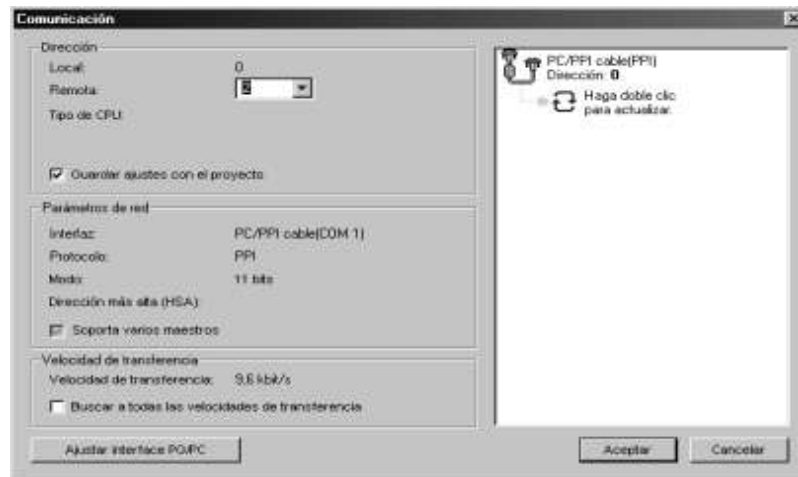 Comunicación
Dirección
Local: 0
Remota: 2
Tipo de CPU:
Guardar ajustes con el proyecto
Parámetros de red
Interfaz: PC/PPI cable(COM 1)
Protocolo: PPI
Modo: 11 bits
Dirección más alta (HSA):
Soporta varios maestros
Velocidad de transferencia
Velocidad de transferencia: 9,6 kbit/s
Buscar a todas las velocidades de transferencia
Ajustar interface PG/PC
PC/PPI cable(PPI)
Dirección: 0
Haga doble clic
para actualizar.
Aceptar
Cancelar